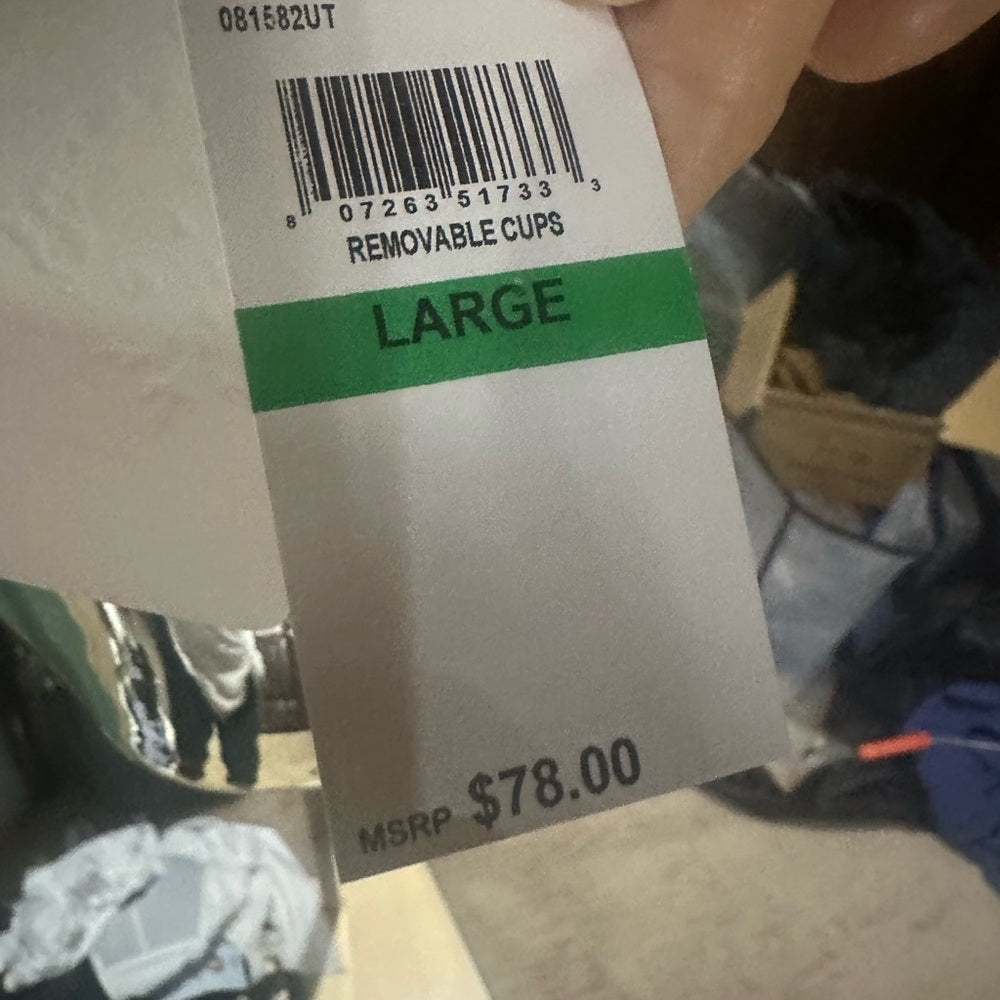 081582UT
8 07263 51733 3
REMOVABLE CUPS
LARGE
MSRP $78.00